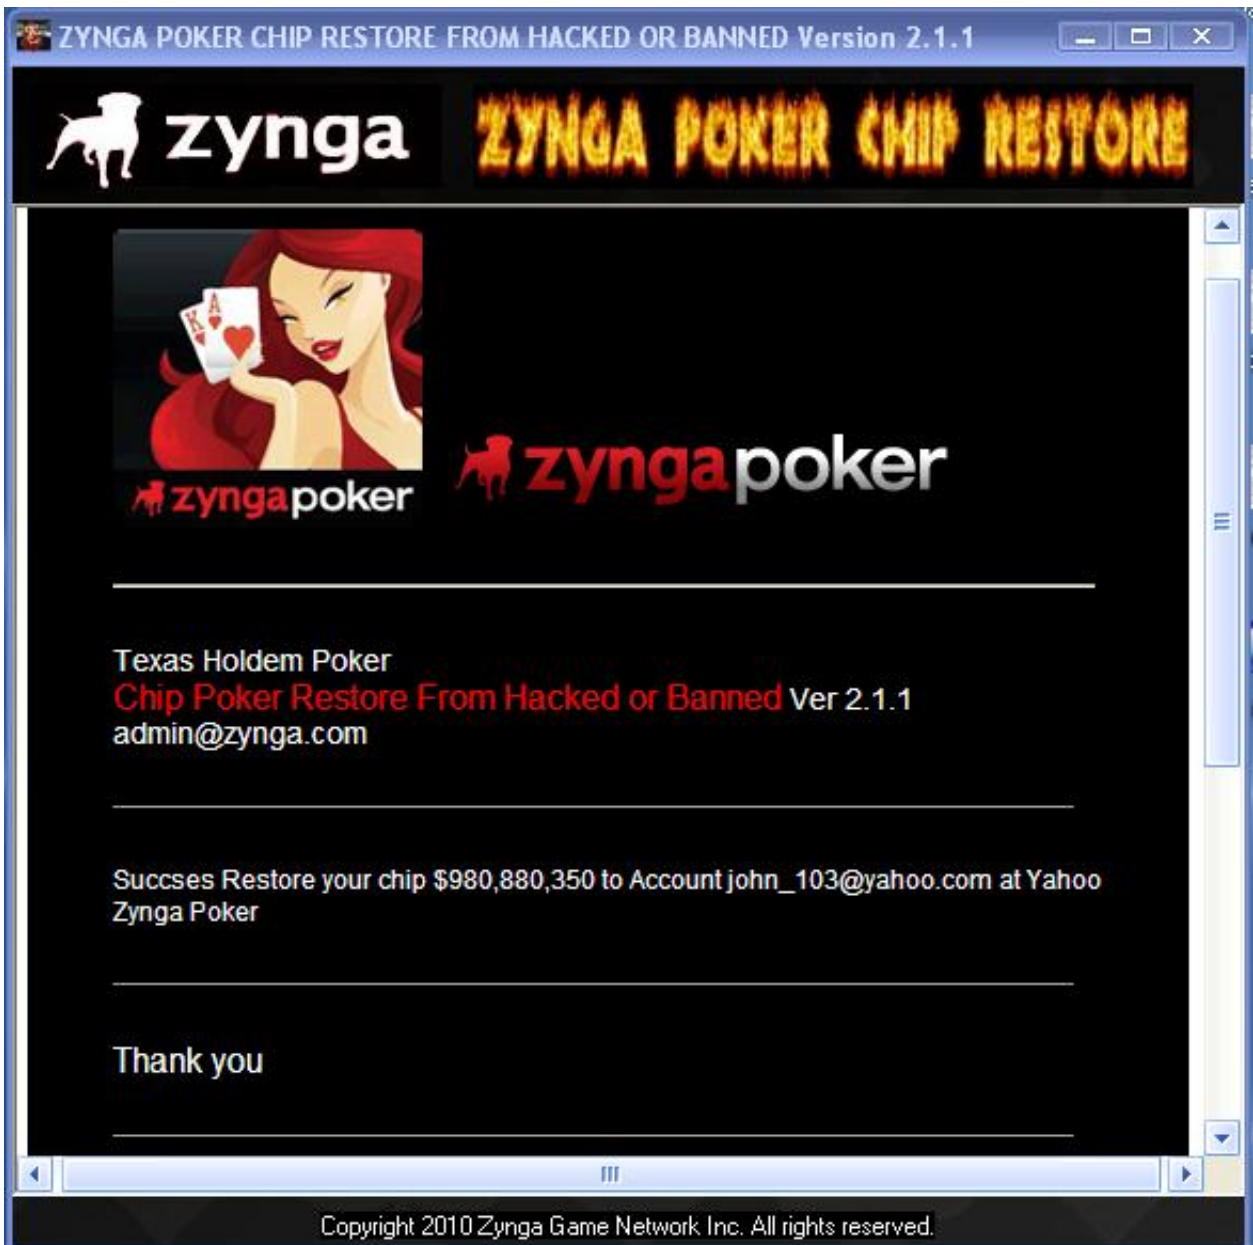 ZYNGA POKER CHIP RESTORE FROM HACKED OR BANNED Version 2.1.1
zynga ZYNGA POKER CHIP RESTORE
K A
zyngapoker
zyngapoker
Texas Holdem Poker
Chip Poker Restore From Hacked or Banned Ver 2.1.1
admin@zynga.com
Succses Restore your chip $980,880,350 to Account john_103@yahoo.com at Yahoo
Zynga Poker
Thank you
Copyright 2010 Zynga Game Network Inc. All rights reserved.